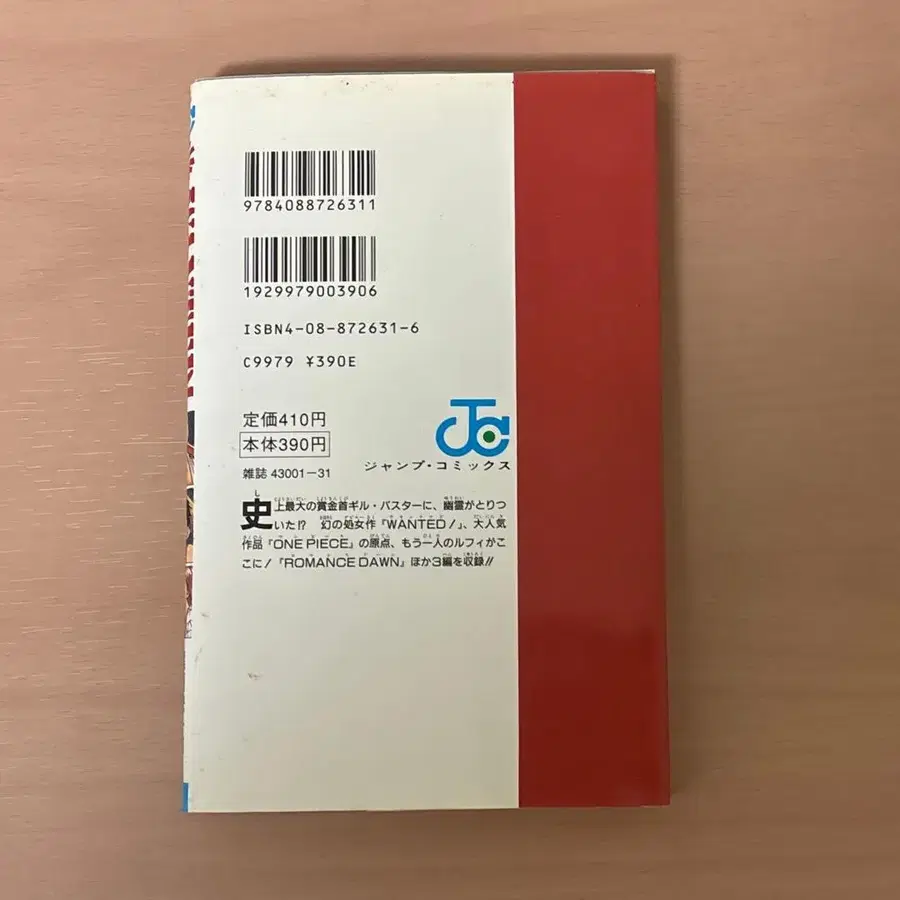 9784088726311
1929979003906
ISBN4-08-872631-6
C9979 ¥390E
定価410円
本体390円
雑誌 43001-31
ジャンプ・コミックス
史上最大の賞金首ギル・バスターに、幽霊がとりつ
いた!? 幻の処女作『WANTED!』、大人気
作品『ONE PIECE』の原点、もう一人のルフィがこ
こに!『ROMANCE DAWN』ほか3編を収録!!